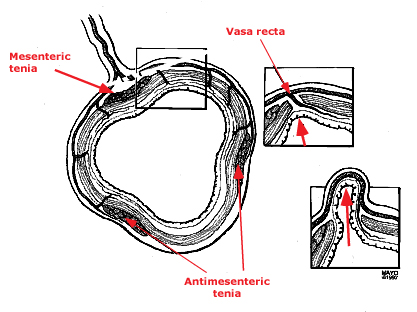 Vasa recta
Mesenteric
tenia
Antimesenteric
tenia
MAYO